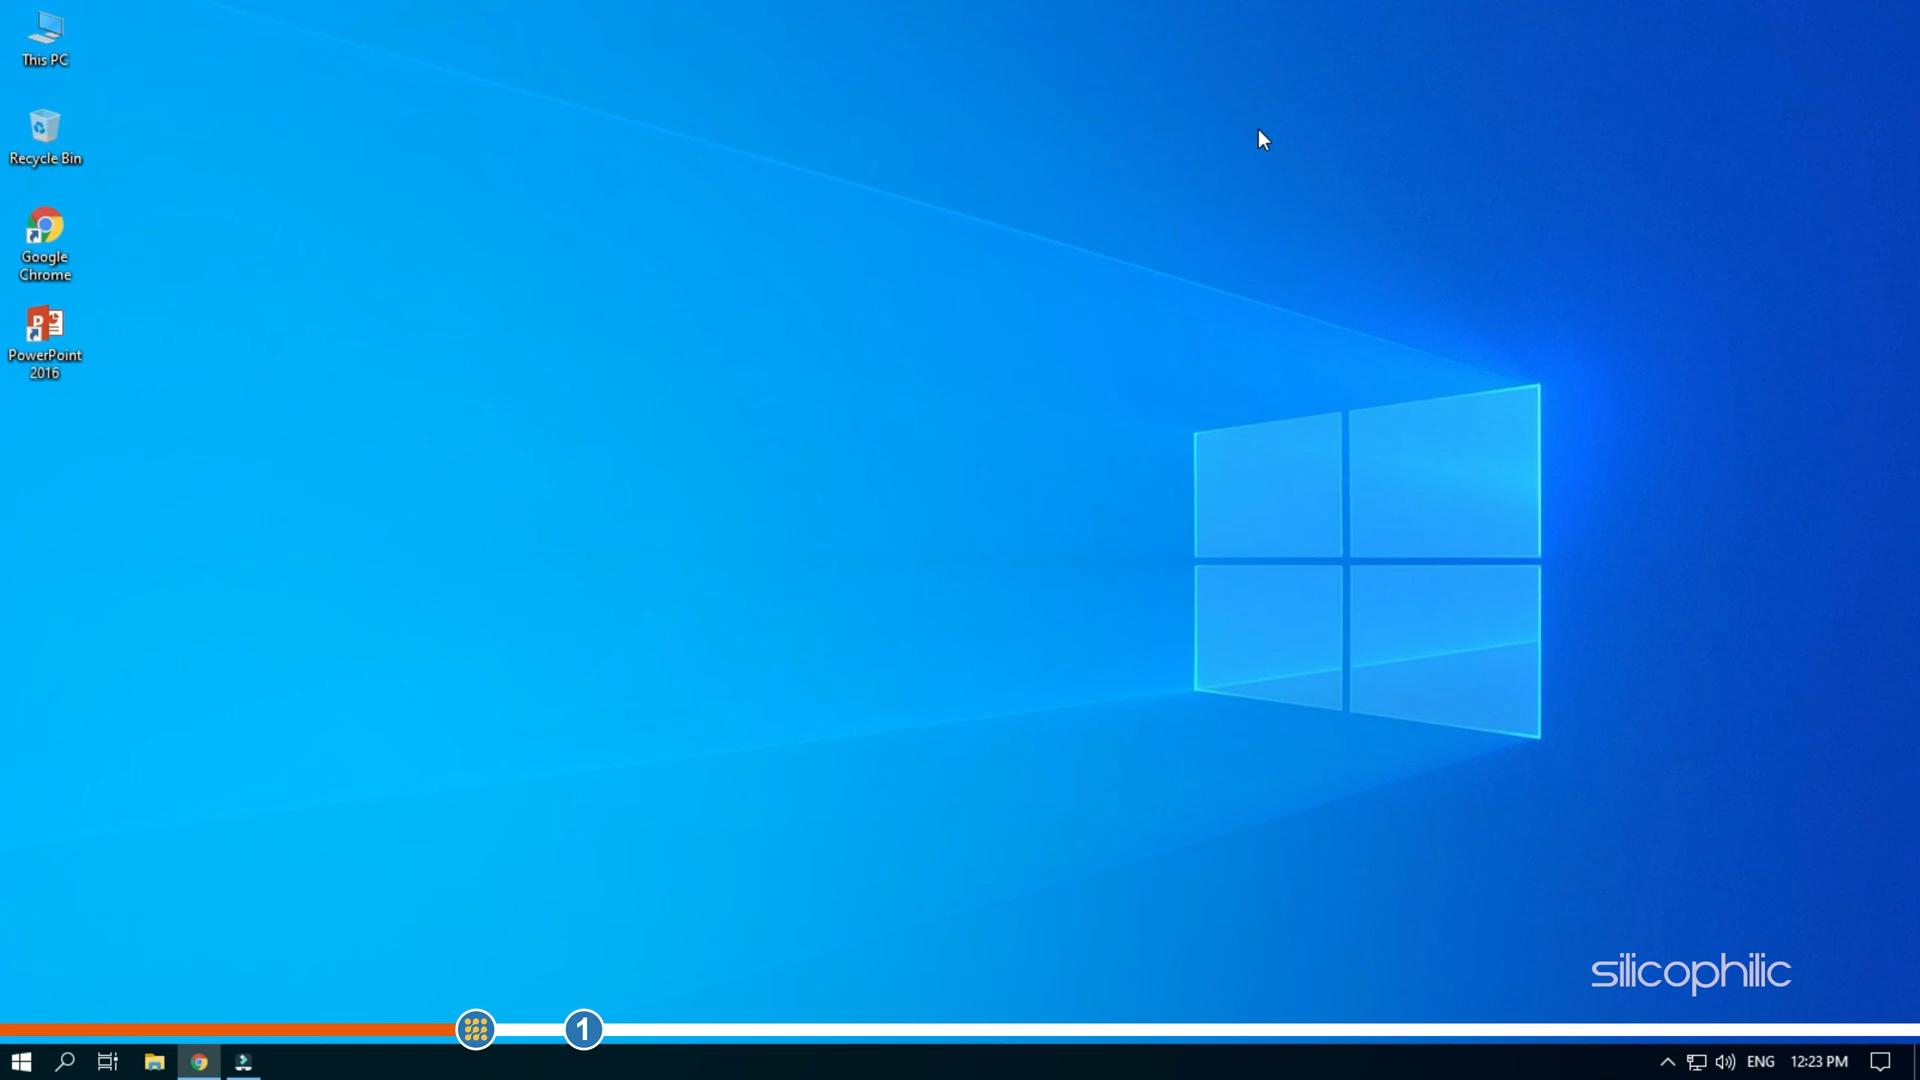 This PC
Recycle Bin
Google
Chrome
PowerPoint
2016
silicophilic
1
ENG
12:23 PM